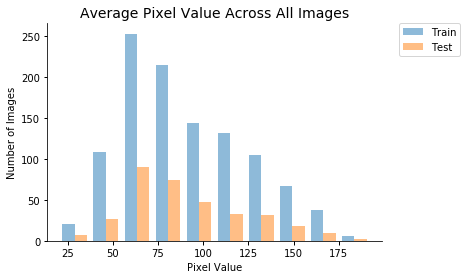 Average Pixel Value Across All Images
Train
Test
Number of Images
250
200
150
100
50
0
25 50 75 100 125 150 175
Pixel Value